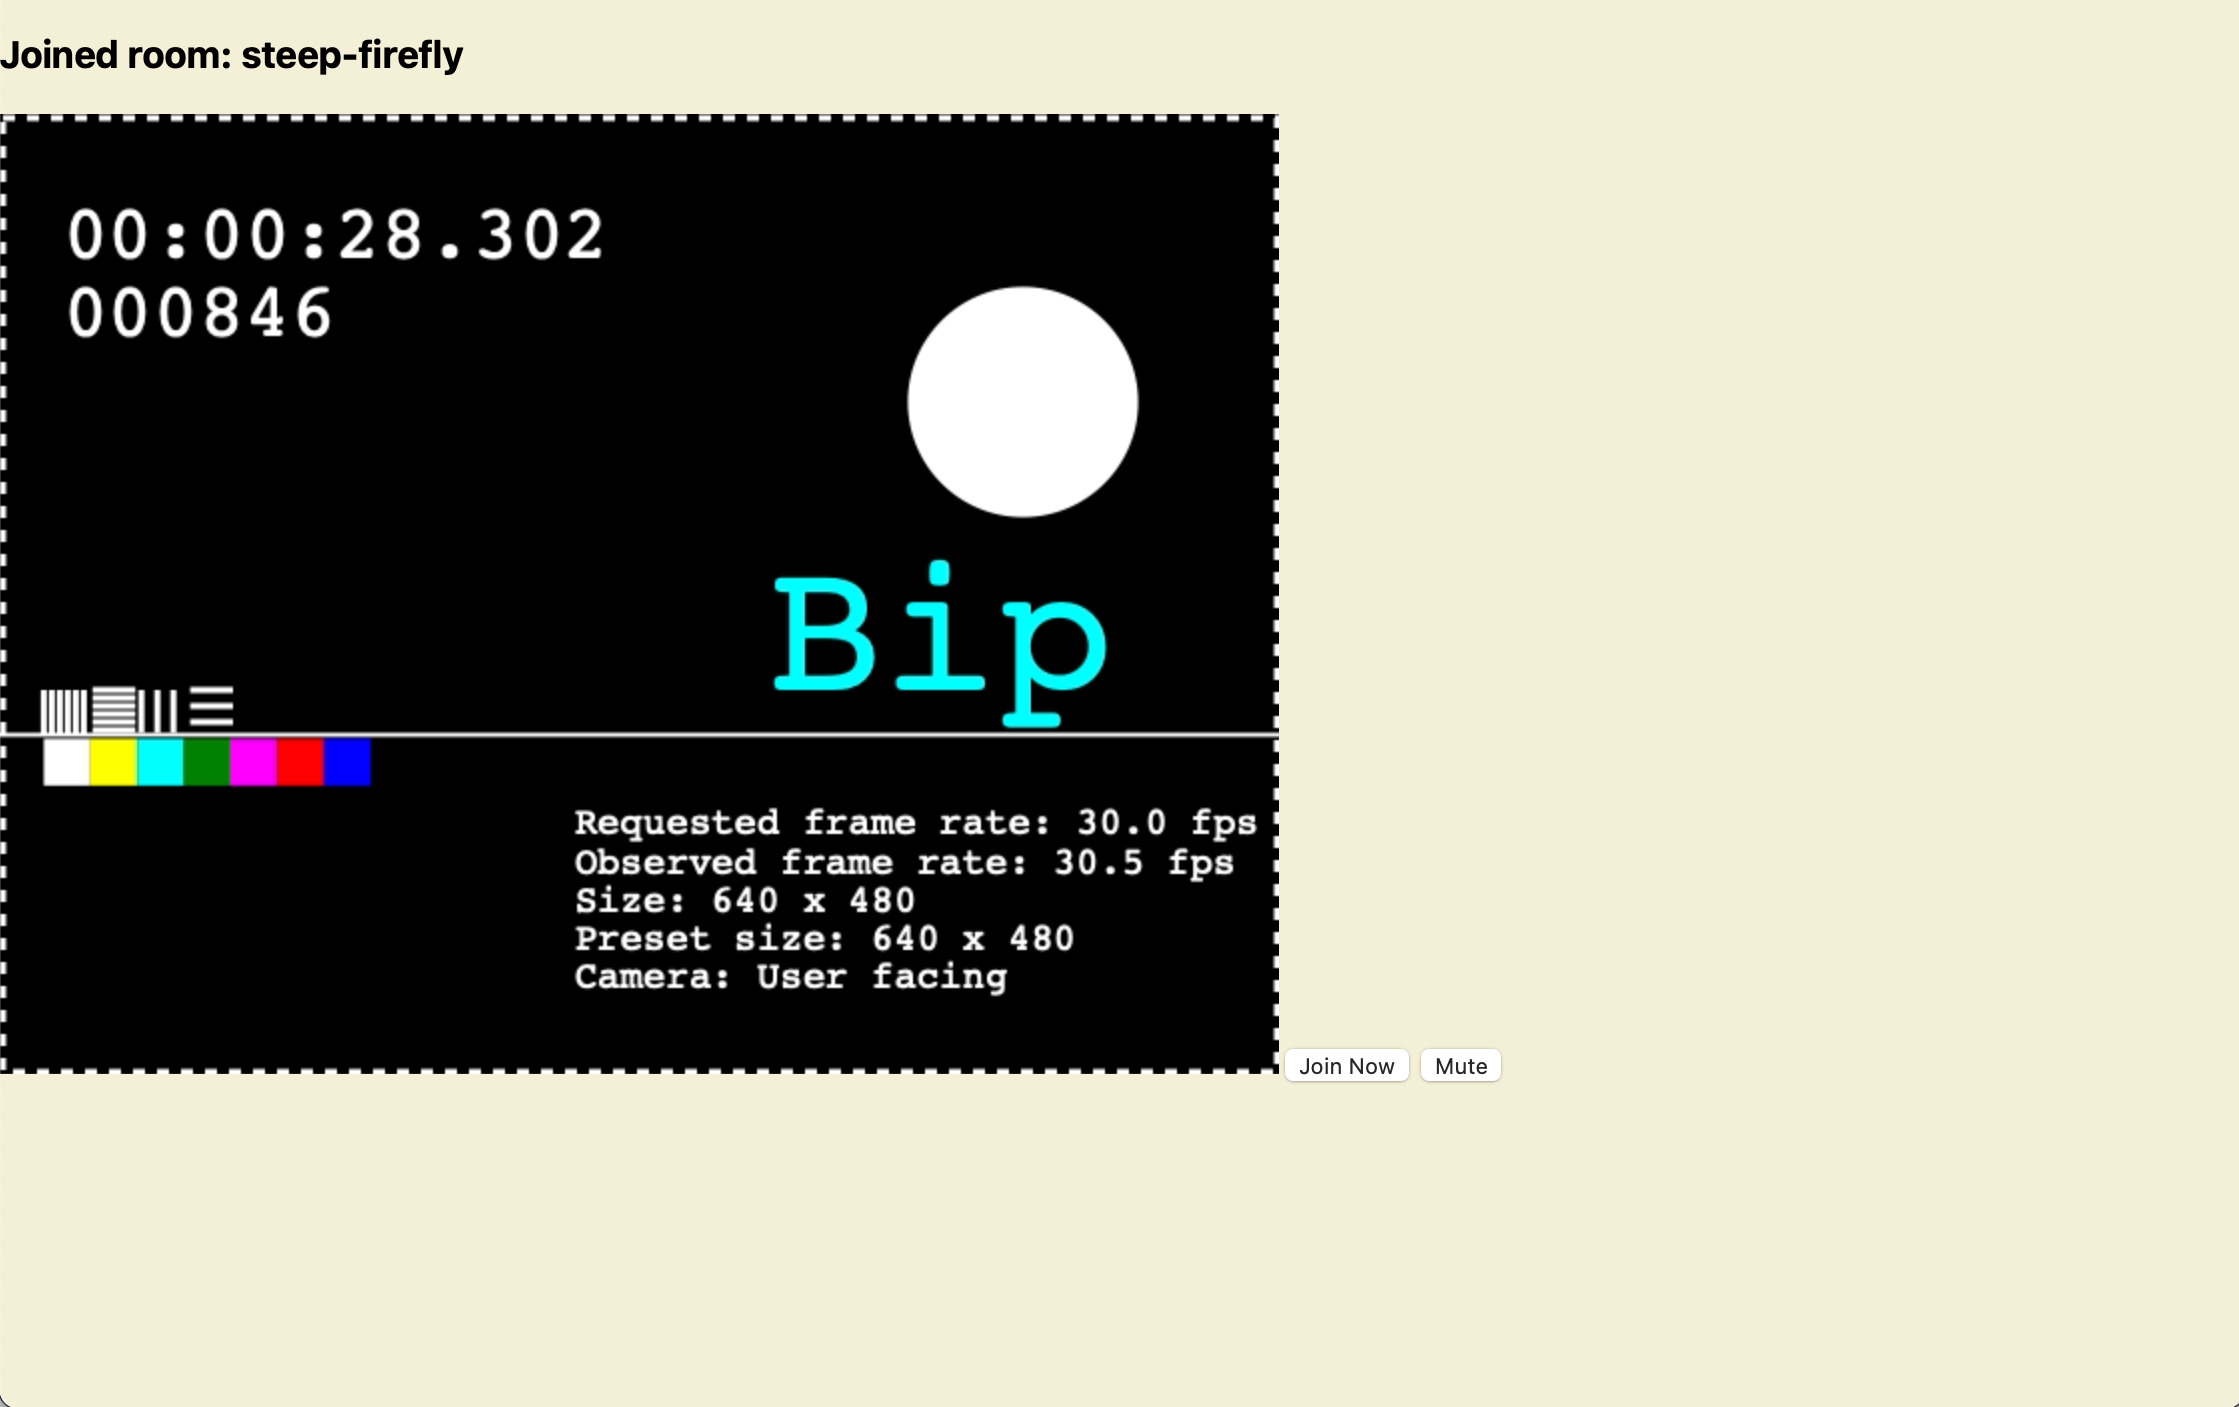 Joined room: steep-firefly
00:00:28.302
000846
Bip
Requested frame rate: 30.0 fps
Observed frame rate: 30.5 fps
Size: 640 x 480
Preset size: 640 x 480
Camera: User facing
Join Now Mute